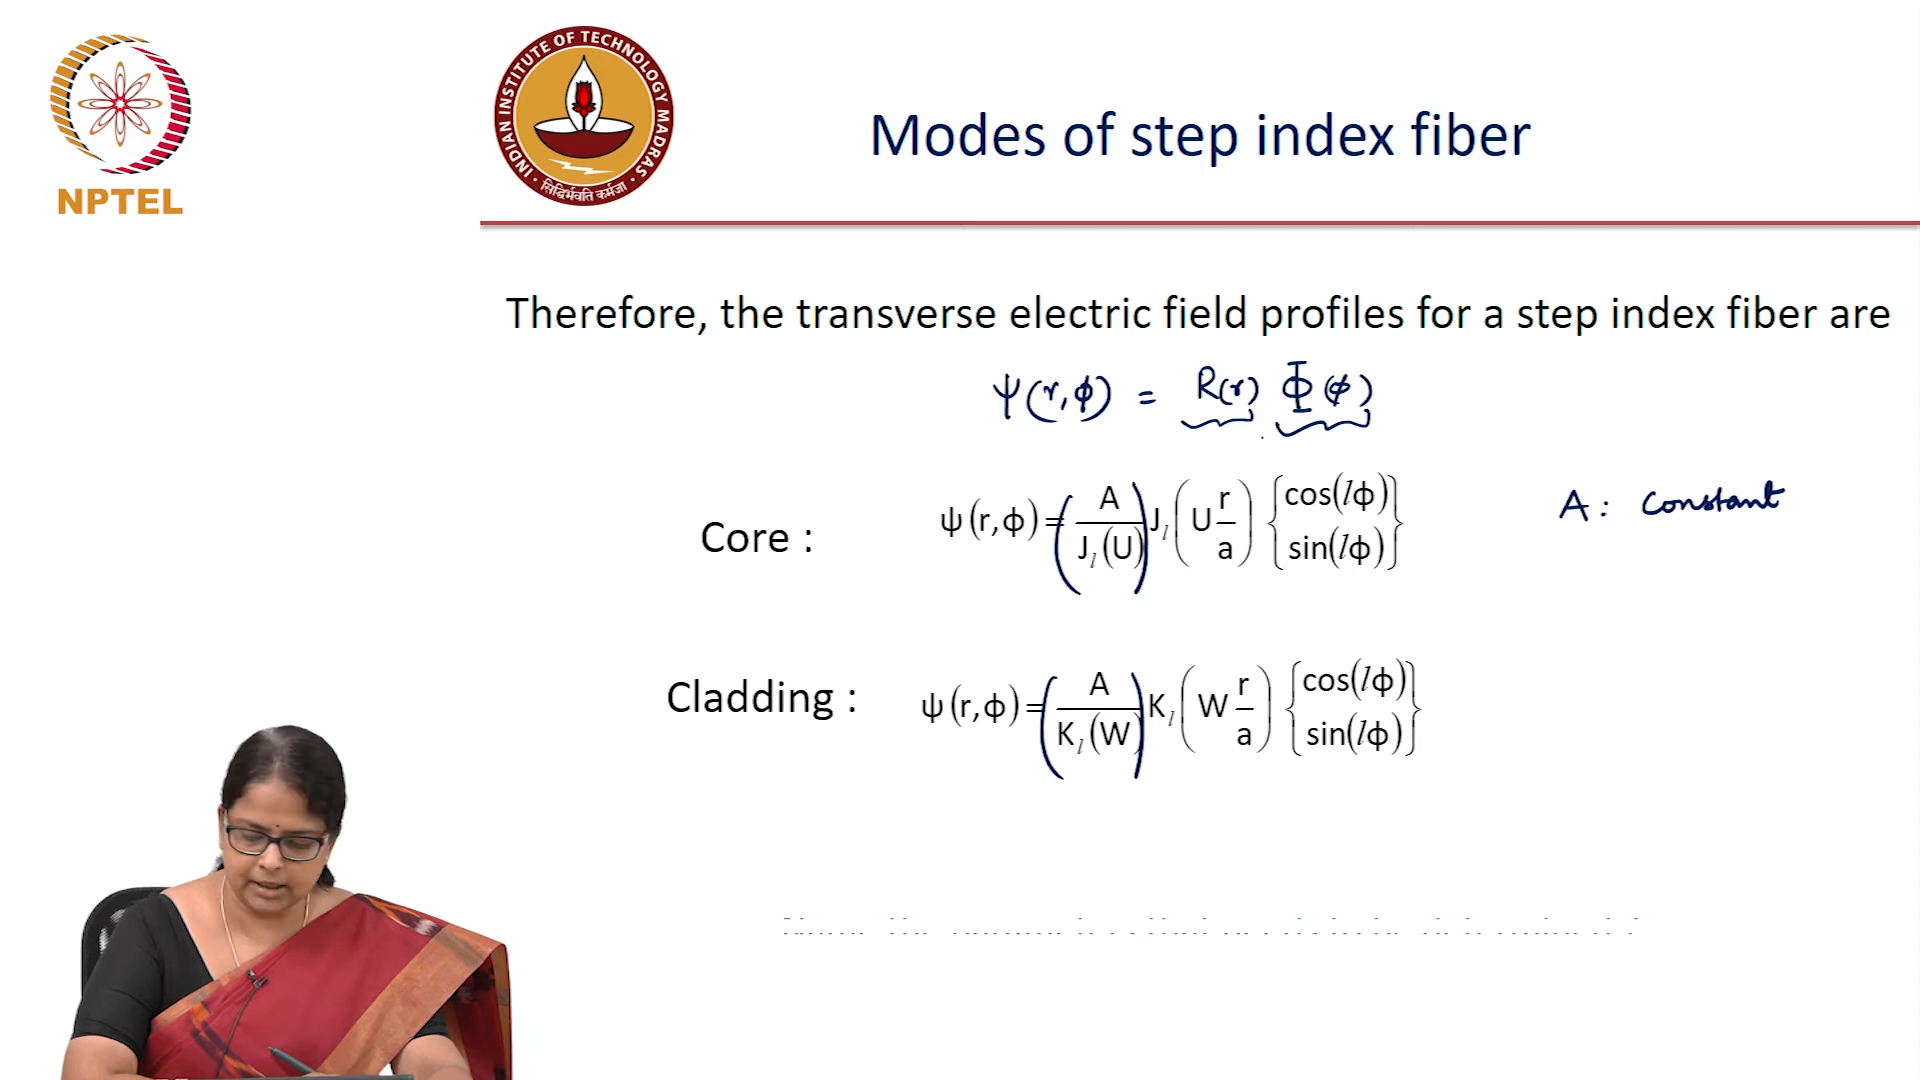 NPTEL
INDIAN INSTITUTE OF TECHNOLOGY MADRAS
सिद्धिर्भवति कर्मजा
Modes of step index fiber
Therefore, the transverse electric field profiles for a step index fiber are
Ψ(r,ϕ) = R(r) Φ(ϕ)
Core : ψ(r,ϕ)=(A/J_l(U)) J_l(U r/a) {cos(lϕ) sin(lϕ)}
A : Constant
Cladding : ψ(r,ϕ)=(A/K_l(W)) K_l(W r/a) {cos(lϕ) sin(lϕ)}